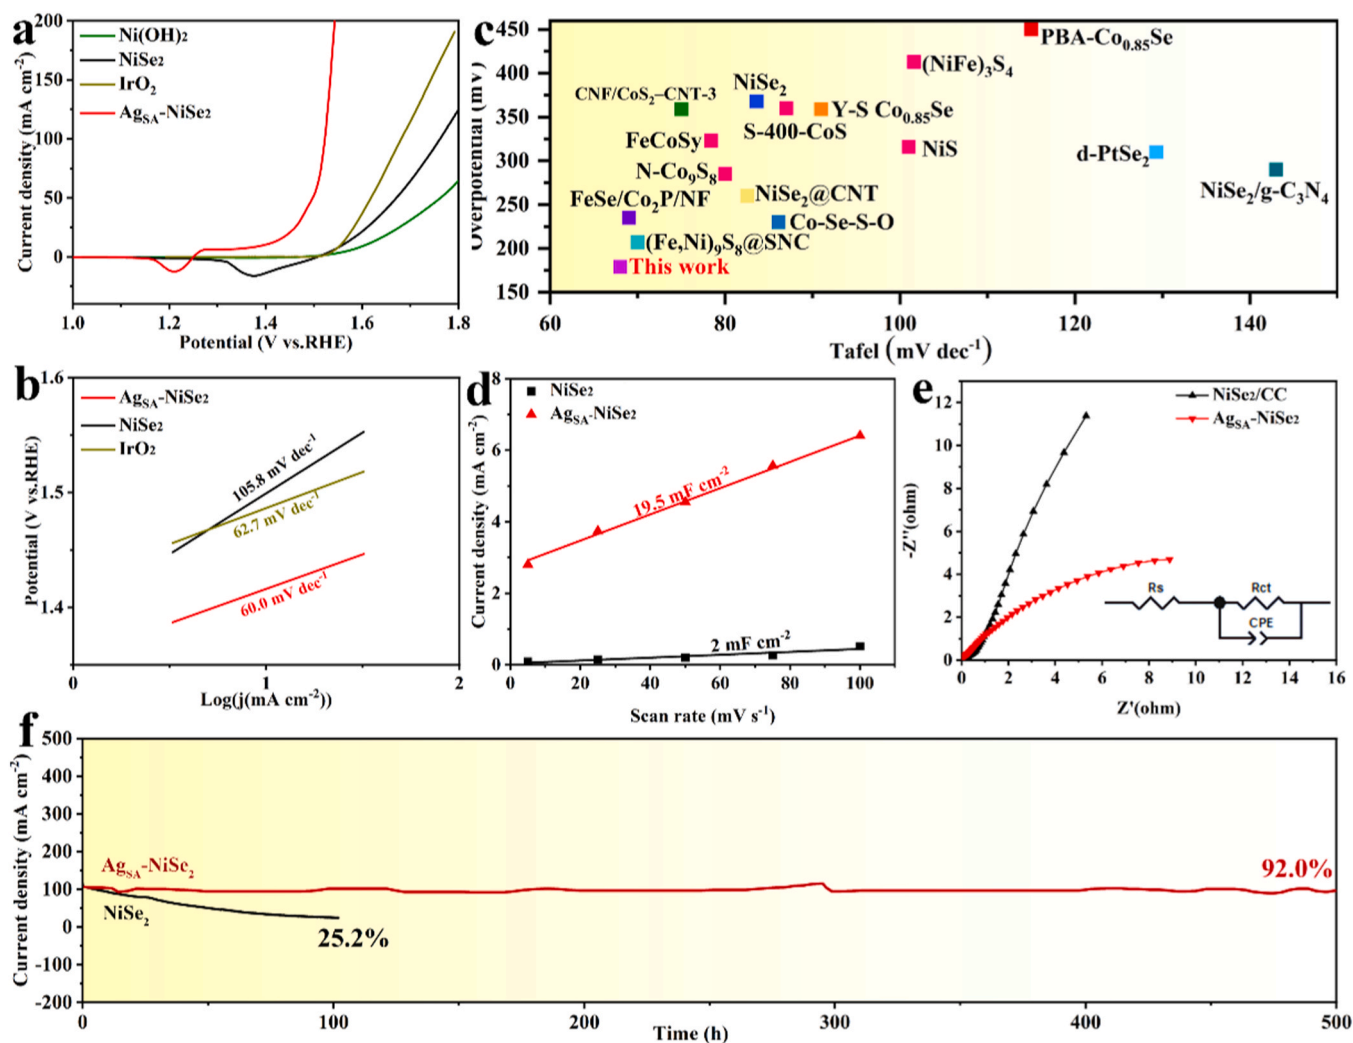 a
200
150
100
50
0
Current density (mA cm⁻²)
Ni(OH)₂
NiSe₂
IrO₂
Ag_SA-NiSe₂
1.0 1.2 1.4 1.6 1.8
Potential (V vs.RHE)
c
450
400
350
300
250
200
150
Overpotenual (mv)
PBA-Co₀.₈₅Se
(NiFe)₃S₄
CNF/CoS₂–CNT-3
NiSe₂
Y-S Co₀.₈₅Se
S-400-CoS
FeCoSy
NiS
d-PtSe₂
N-Co₉S₈
NiSe₂@CNT
NiSe₂/g-C₃N₄
FeSe/Co₂P/NF
Co-Se-S-O
(Fe,Ni)₉S₈@SNC
This work
60 80 100 120 140
Tafel (mV dec⁻¹)
b
1.6
1.5
1.4
Potential (V vs.RHE)
Ag_SA-NiSe₂
NiSe₂
IrO₂
105.8 mV dec⁻¹
62.7 mV dec⁻¹
60.0 mV dec⁻¹
1 2
Log(j(mA cm⁻²))
d
8
6
4
2
0
Current density (mA cm⁻²)
NiSe₂
Ag_SA-NiSe₂
19.5 mF cm⁻²
2 mF cm⁻²
0 20 40 60 80 100
Scan rate (mV s⁻¹)
e
12
10
8
6
4
2
0
-Z''(ohm)
NiSe₂/CC
Ag_SA-NiSe₂
Rs
Rct
CPE
0 2 4 6 8 10 12 14 16
Z'(ohm)
f
500
400
300
200
100
0
-100
-200
Current density (mA cm⁻²)
Ag_SA-NiSe₂
NiSe₂
25.2%
92.0%
0 100 200 300 400 500
Time (h)